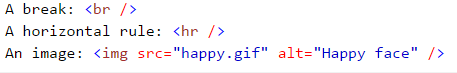 A break: <br />
A horizontal rule: <hr />
An image: <img src="happy.gif" alt="Happy face" />